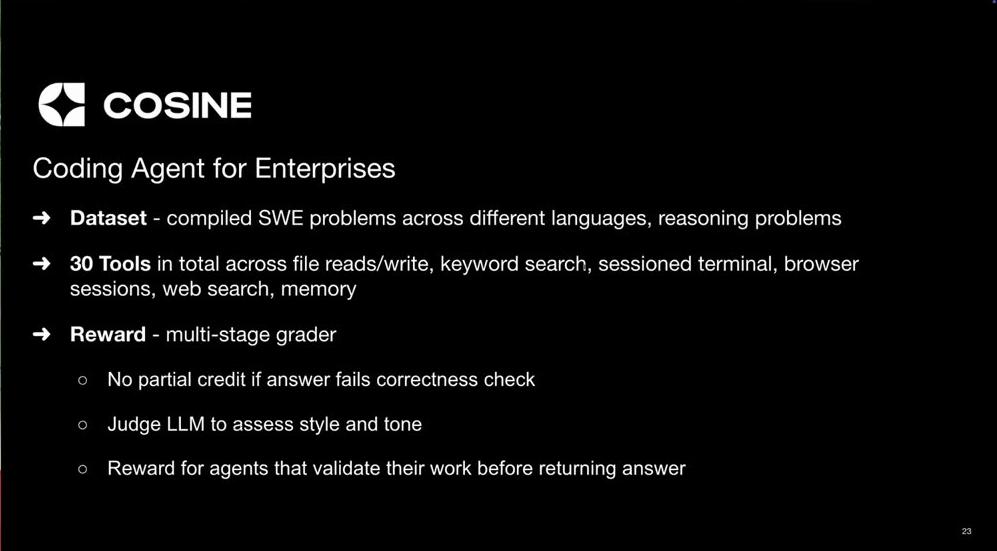 COSINE
Coding Agent for Enterprises
➜ Dataset - compiled SWE problems across different languages, reasoning problems
➜ 30 Tools in total across file reads/write, keyword search, sessioned terminal, browser
sessions, web search, memory
➜ Reward - multi-stage grader
○ No partial credit if answer fails correctness check
○ Judge LLM to assess style and tone
○ Reward for agents that validate their work before returning answer
23